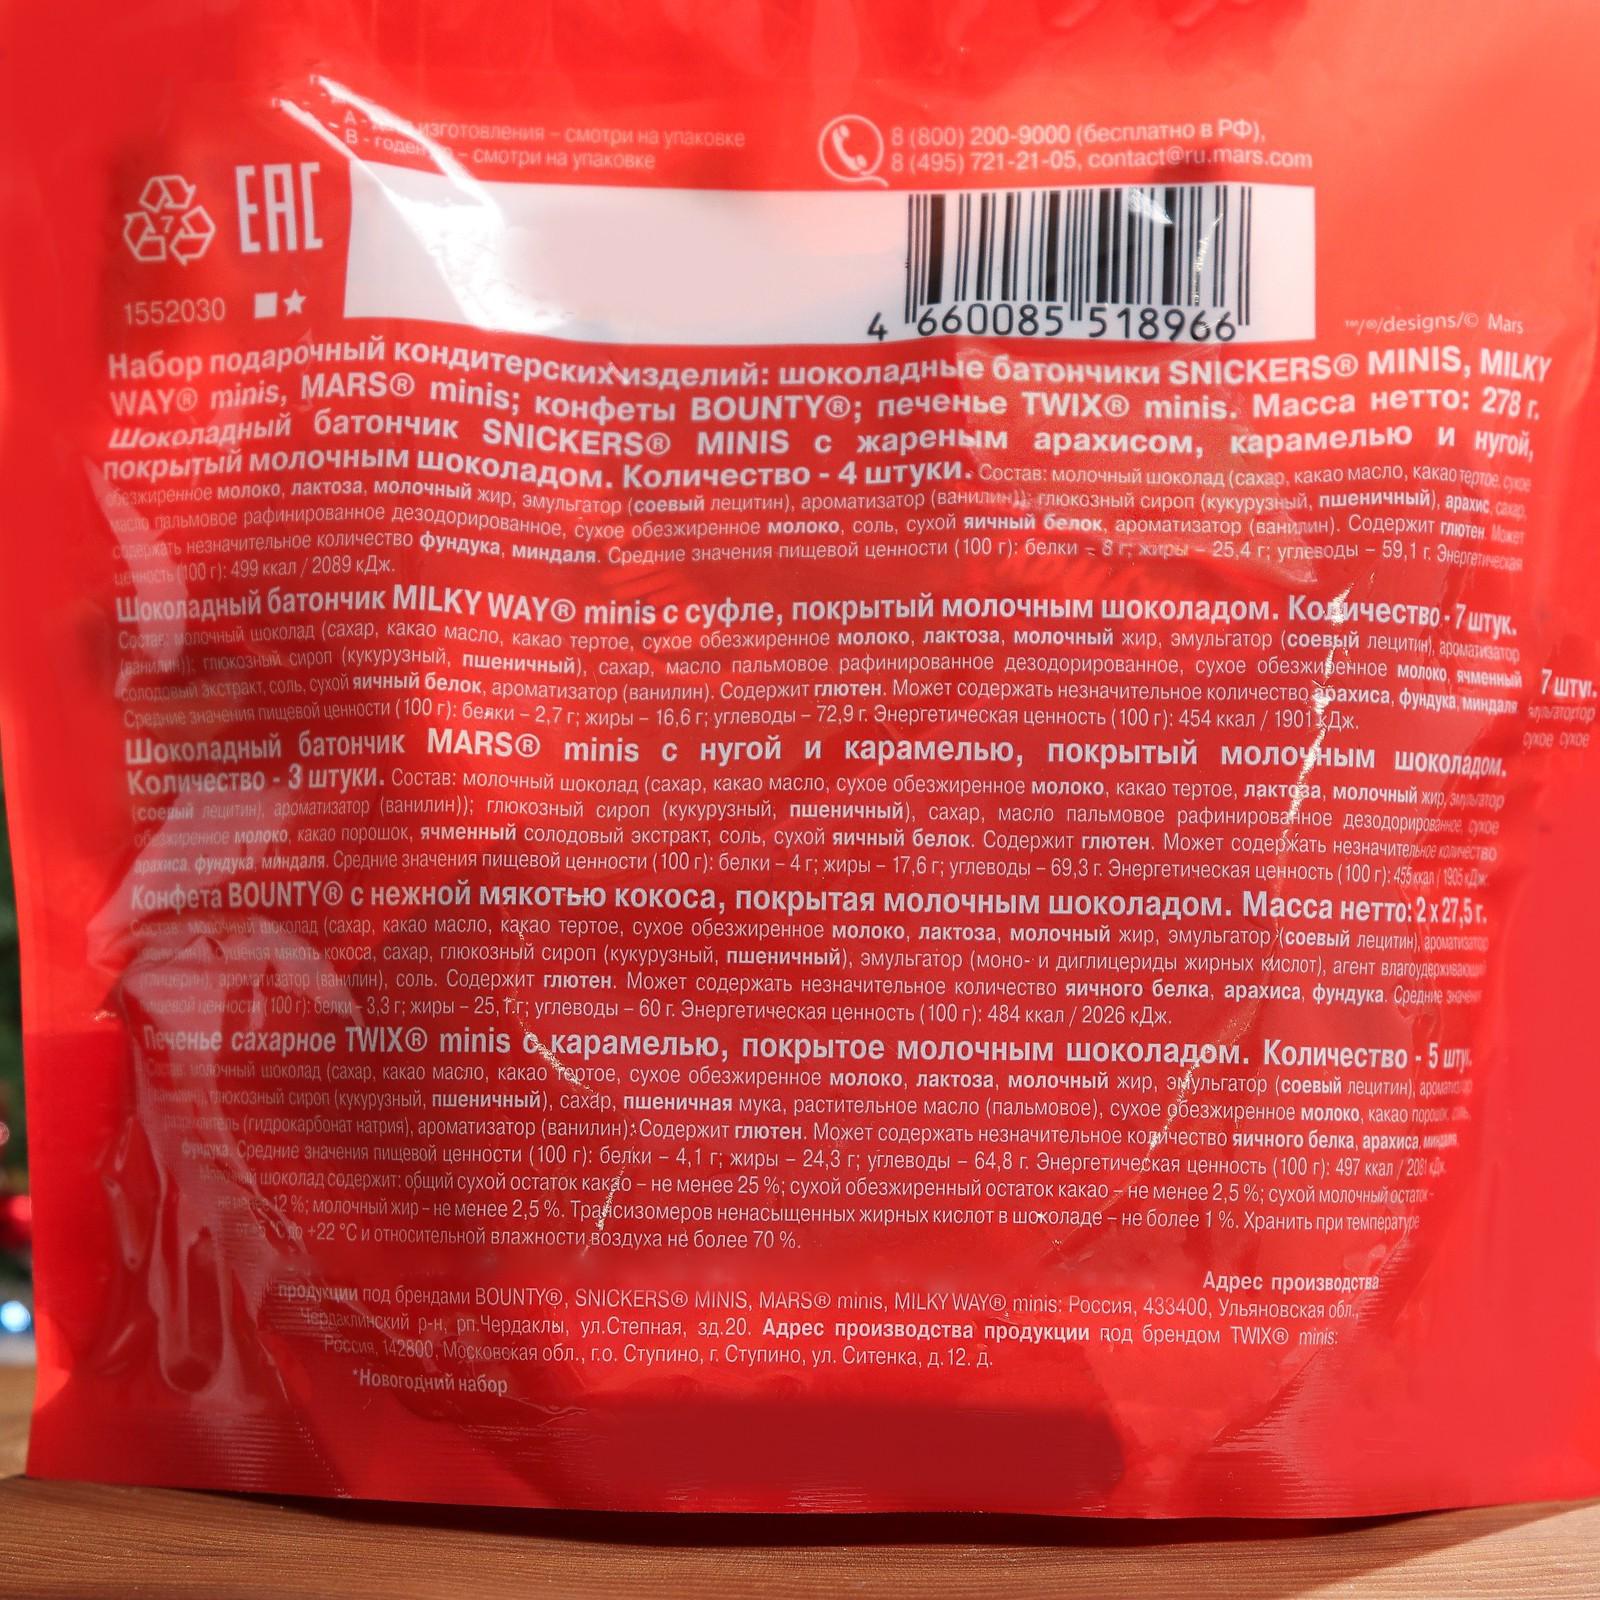 А - дата изготовления – смотри на упаковке
В - годен до – смотри на упаковке
8 (800) 200-9000 (бесплатно в РФ),
8 (495) 721-21-05, contact@ru.mars.com
7
EAC
1552030
4 660085 518966
™/®/designs/© Mars
Набор подарочный кондитерских изделий: шоколадные батончики SNICKERS® MINIS, MILKY
WAY® minis, MARS® minis; конфеты BOUNTY®; печенье TWIX® minis. Масса нетто: 278 г.
Шоколадный батончик SNICKERS® MINIS с жареным арахисом, карамелью и нугой,
покрытый молочным шоколадом. Количество - 4 штуки. Состав: молочный шоколад (сахар, какао масло, какао тертое, сухое
обезжиренное молоко, лактоза, молочный жир, эмульгатор (соевый лецитин), ароматизатор (ванилин)); глюкозный сироп (кукурузный, пшеничный), арахис, сахар,
масло пальмовое рафинированное дезодорированное, сухое обезжиренное молоко, соль, сухой яичный белок, ароматизатор (ванилин). Содержит глютен. Может
содержать незначительное количество фундука, миндаля. Средние значения пищевой ценности (100 г): белки – 8 г; жиры – 25,4 г; углеводы – 59,1 г. Энергетическая
ценность (100 г): 499 ккал / 2089 кДж.
Шоколадный батончик MILKY WAY® minis с суфле, покрытый молочным шоколадом. Количество - 7 штук.
Состав: молочный шоколад (сахар, какао масло, какао тертое, сухое обезжиренное молоко, лактоза, молочный жир, эмульгатор (соевый лецитин), ароматизатор
(ванилин)); глюкозный сироп (кукурузный, пшеничный), сахар, масло пальмовое рафинированное дезодорированное, сухое обезжиренное молоко, ячменный
солодовый экстракт, соль, сухой яичный белок, ароматизатор (ванилин). Содержит глютен. Может содержать незначительное количество арахиса, фундука, миндаля.
Средние значения пищевой ценности (100 г): белки – 2,7 г; жиры – 16,6 г; углеводы – 72,9 г. Энергетическая ценность (100 г): 454 ккал / 1901 кДж.
7 шту
сухое сухое
Шоколадный батончик MARS® minis с нугой и карамелью, покрытый молочным шоколадом.
Количество - 3 штуки. Состав: молочный шоколад (сахар, какао масло, сухое обезжиренное молоко, какао тертое, лактоза, молочный жир, эмульгатор
(соевый лецитин), ароматизатор (ванилин)); глюкозный сироп (кукурузный, пшеничный), сахар, масло пальмовое рафинированное дезодорированное, сухое
обезжиренное молоко, какао порошок, ячменный солодовый экстракт, соль, сухой яичный белок. Содержит глютен. Может содержать незначительное количество
арахиса, фундука, миндаля. Средние значения пищевой ценности (100 г): белки – 4 г; жиры – 17,6 г; углеводы – 69,3 г. Энергетическая ценность (100 г): 455 ккал / 1905 кДж.
Конфета BOUNTY® с нежной мякотью кокоса, покрытая молочным шоколадом. Масса нетто: 2 x 27,5 г.
Состав: молочный шоколад (сахар, какао масло, какао тертое, сухое обезжиренное молоко, лактоза, молочный жир, эмульгатор (соевый лецитин), ароматизатор
(ванилин)); сушеная мякоть кокоса, сахар, глюкозный сироп (кукурузный, пшеничный), эмульгатор (моно- и диглицериды жирных кислот), агент влагоудерживающий
(глицерин), ароматизатор (ванилин), соль. Содержит глютен. Может содержать незначительное количество яичного белка, арахиса, фундука. Средние значения
пищевой ценности (100 г): белки – 3,3 г; жиры – 25,1 г; углеводы – 60 г. Энергетическая ценность (100 г): 484 ккал / 2026 кДж.
Печенье сахарное TWIX® minis с карамелью, покрытое молочным шоколадом. Количество - 5 штук.
Состав: молочный шоколад (сахар, какао масло, какао тертое, сухое обезжиренное молоко, лактоза, молочный жир, эмульгатор (соевый лецитин), ароматизатор
(ванилин)), глюкозный сироп (кукурузный, пшеничный), сахар, пшеничная мука, растительное масло (пальмовое), сухое обезжиренное молоко, какао порошок, соль,
разрыхлитель (гидрокарбонат натрия), ароматизатор (ванилин). Содержит глютен. Может содержать незначительное количество яичного белка, арахиса, миндаля,
фундука. Средние значения пищевой ценности (100 г): белки – 4,1 г; жиры – 24,3 г; углеводы – 64,8 г. Энергетическая ценность (100 г): 497 ккал / 2081 кДж.
Молочный шоколад содержит: общий сухой остаток какао – не менее 25 %; сухой обезжиренный остаток какао – не менее 2,5 %; сухой молочный остаток –
не менее 12 %; молочный жир – не менее 2,5 %. Трансизомеров ненасыщенных жирных кислот в шоколаде – не более 1 %. Хранить при температуре
от +5 °C до +22 °C и относительной влажности воздуха не более 70 %.
Адрес производства
продукции под брендами BOUNTY®, SNICKERS® MINIS, MARS® minis, MILKY WAY® minis: Россия, 433400, Ульяновская обл.,
Чердаклинский р-н, рп.Чердаклы, ул.Степная, зд.20. Адрес производства продукции под брендом TWIX® minis:
Россия, 142800, Московская обл., г.о. Ступино, г. Ступино, ул. Ситенка, д.12. д.
*Новогодний набор